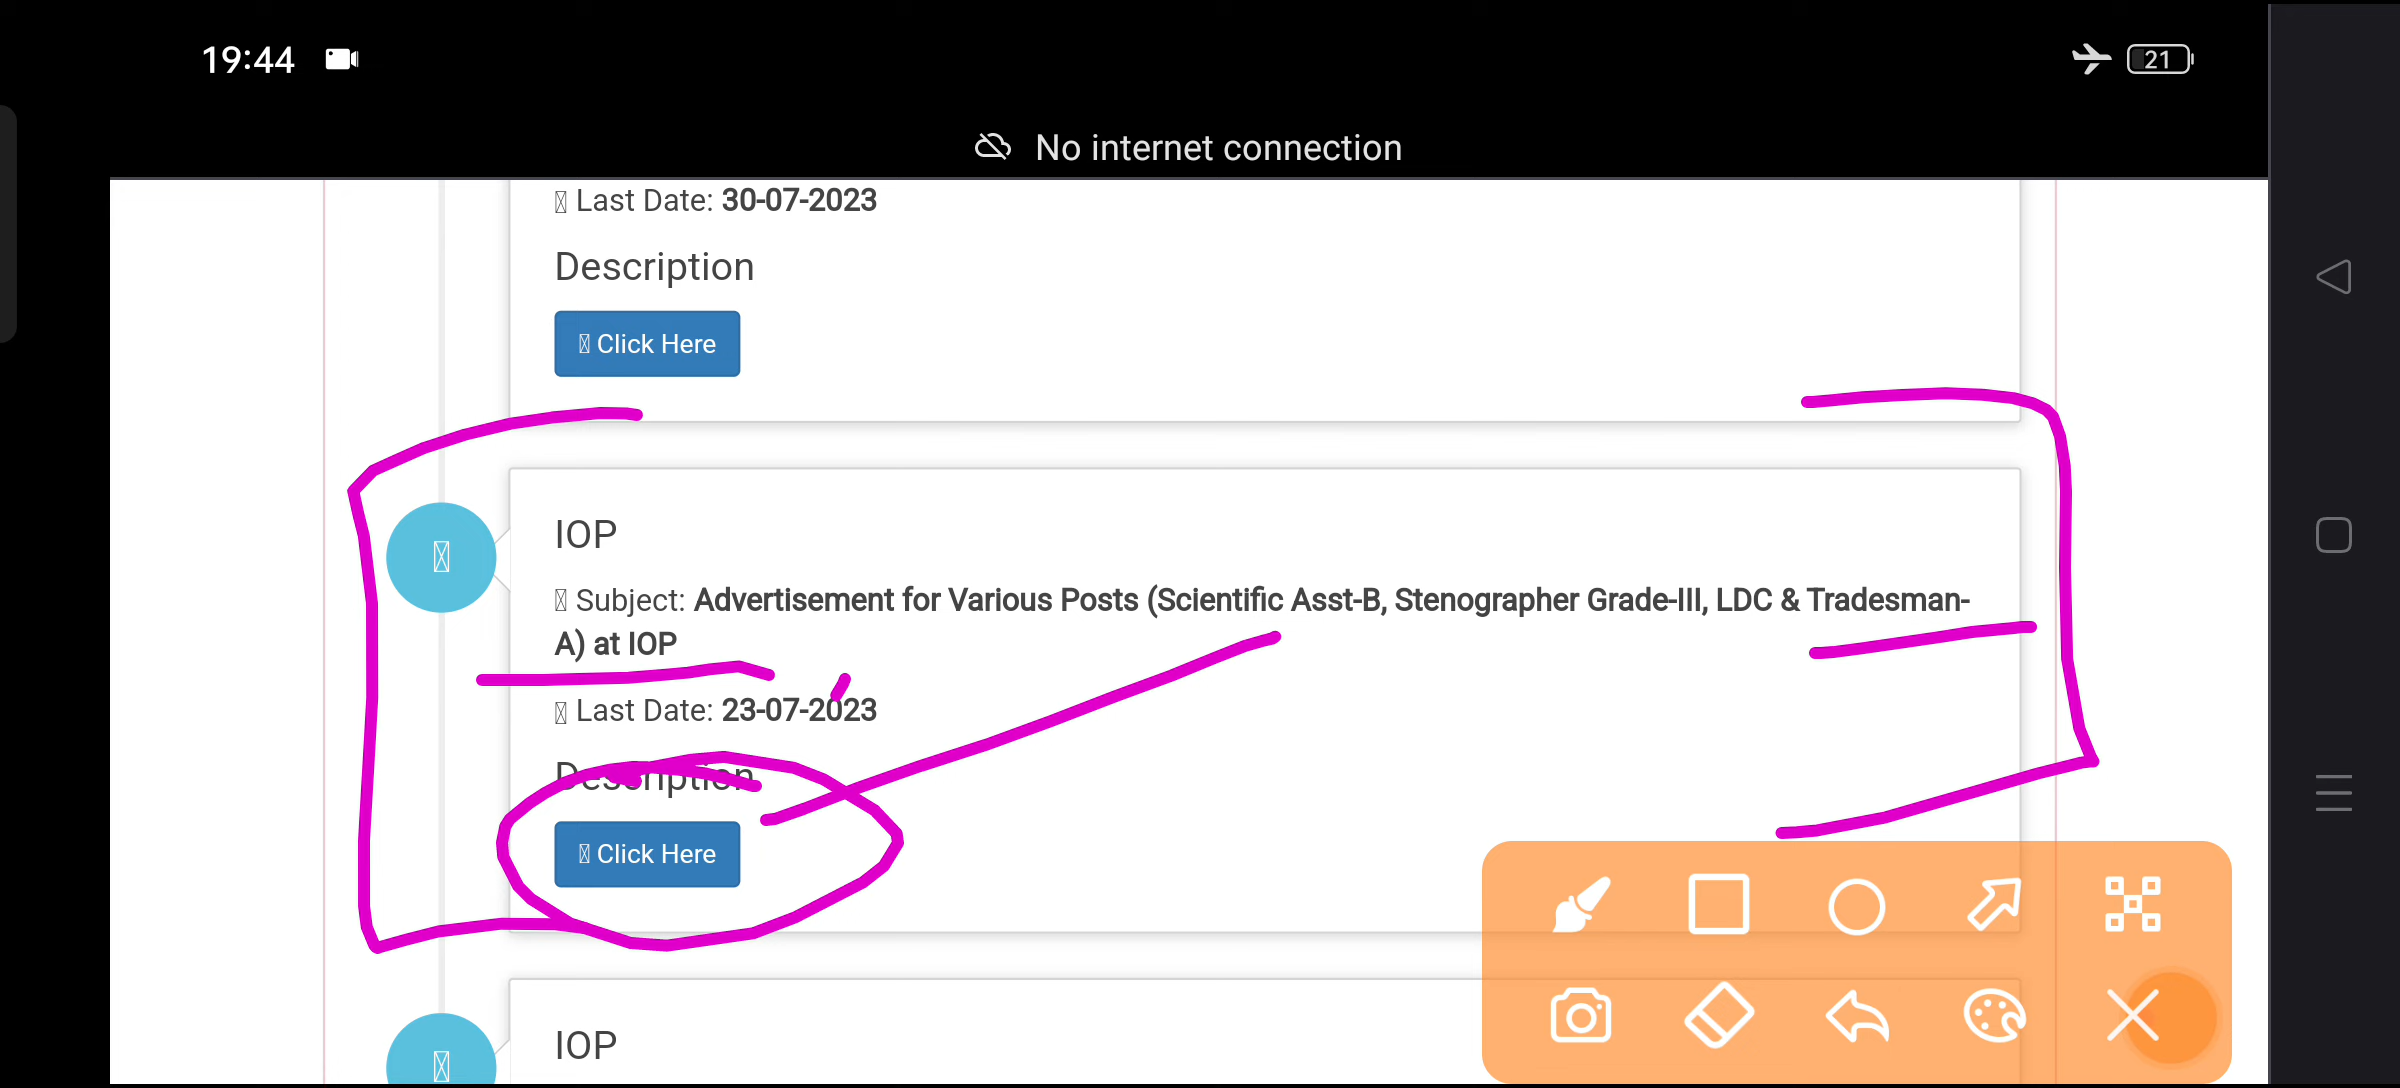 19:44
21
No internet connection
Last Date: 30-07-2023
Description
Click Here
IOP
Subject: Advertisement for Various Posts (Scientific Asst-B, Stenographer Grade-III, LDC & Tradesman-
A) at IOP
Last Date: 23-07-2023
Description
Click Here
IOP